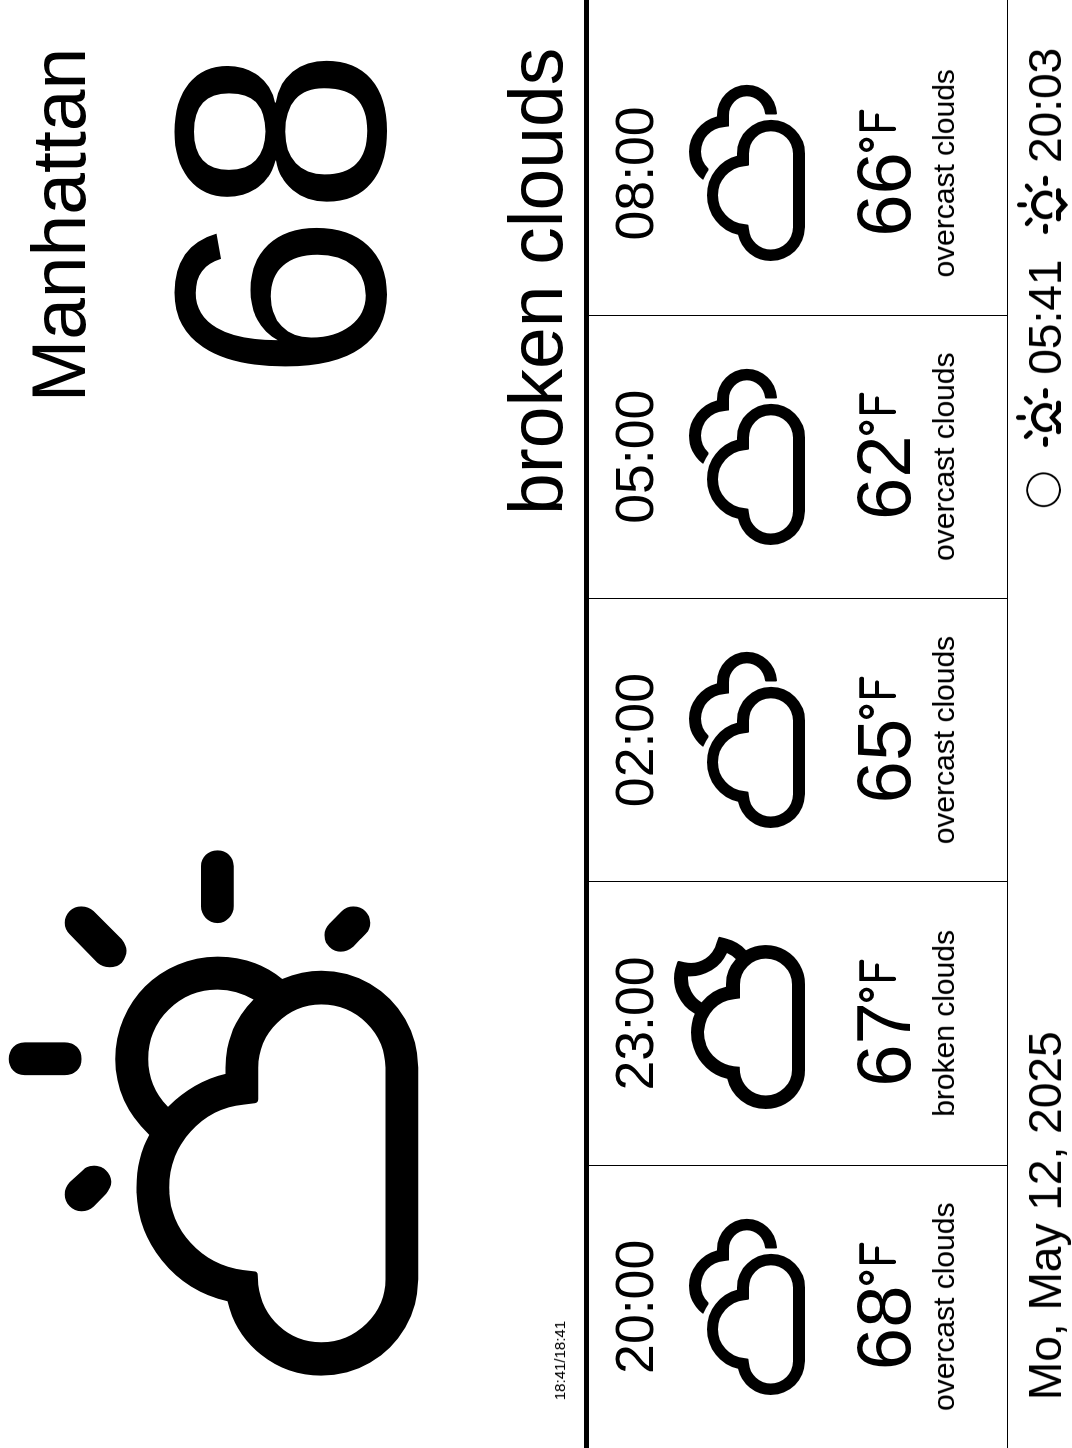 Manhattan
68
broken clouds
18:41/18:41
20:00 23:00 02:00 05:00 08:00
68°F 67°F 65°F 62°F 66°F
overcast clouds broken clouds overcast clouds overcast clouds overcast clouds
Mo, May 12, 2025 05:41 20:03